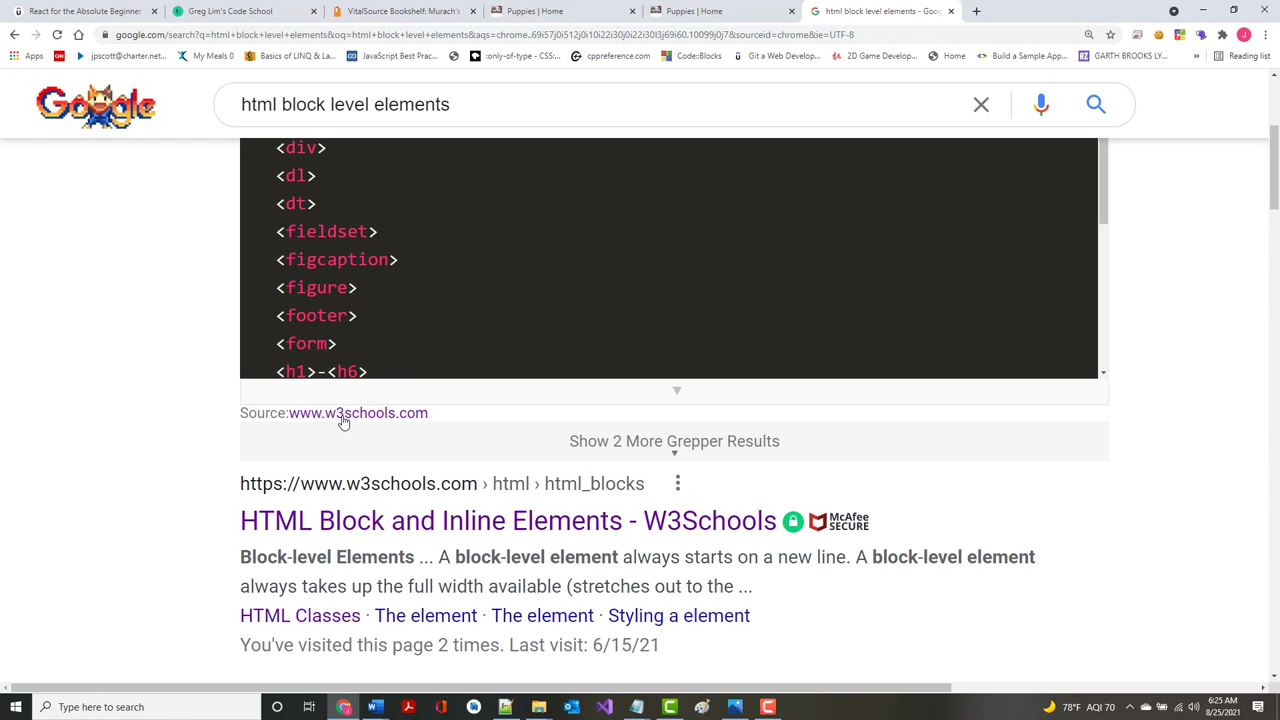 React for the Absolute Beginner
Greg Lim's Code School
VitalSource Bookshelf: Murach's
Puppies | Home
Puppies | Home
html block level elements - Goo
google.com/search?q=html+block+level+elements&oq=html+block+level+elements&aqs=chrome..69i57j0i512j0i10i22i30j0i22i30l3j69i60.10099j0j7&sourceid=chrome&ie=UTF-8
Apps
CNN
jpscott@charter.net...
My Meals 0
Basics of LINQ & La...
JavaScript Best Prac...
:only-of-type - CSS:...
cppreference.com
Code::Blocks
Git a Web Develop...
2D Game Develop...
Home
Build a Sample App...
GARTH BROOKS LY...
»
Reading list
Google
html block level elements
<div>
<dl>
<dt>
<fieldset>
<figcaption>
<figure>
<footer>
<form>
<h1>-<h6>
Source:www.w3schools.com
Show 2 More Grepper Results
https://www.w3schools.com › html › html_blocks
HTML Block and Inline Elements - W3Schools
McAfee
SECURE
Block-level Elements ... A block-level element always starts on a new line. A block-level element
always takes up the full width available (stretches out to the ...
HTML Classes · The element · The element · Styling a element
You've visited this page 2 times. Last visit: 6/15/21
Type here to search
78°F AQI 70
6:25 AM
8/25/2021